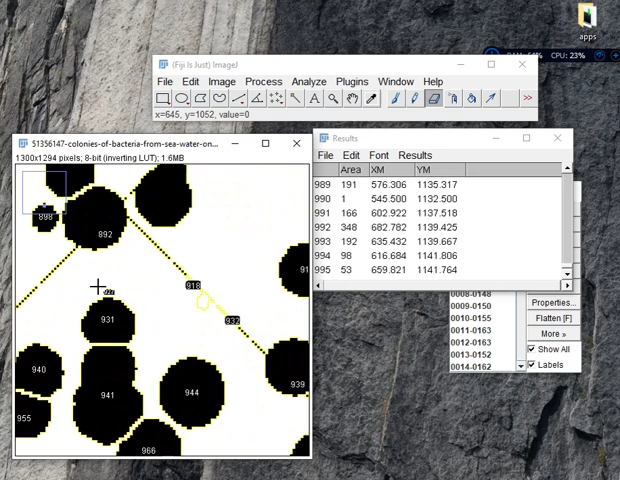 apps
RAM: 64% CPU: 23%
(Fiji Is Just) ImageJ
File Edit Image Process Analyze Plugins Window Help
x=645, y=1052, value=0
51356147-colonies-of-bacteria-from-sea-water-on...
1300x1294 pixels; 8-bit (inverting LUT); 1.6MB
898
892
918
931
932
940
941
944
939
955
966
Results
File Edit Font Results
Area XM YM
989 191 576.306 1135.317
990 1 545.500 1132.500
991 166 602.922 1137.518
992 348 682.782 1139.425
993 192 635.432 1139.667
994 98 616.684 1141.806
995 53 659.821 1141.764
0008-0148
0009-0150
0010-0155
0011-0163
0012-0163
0013-0152
0014-0162
Properties...
Flatten [F]
More »
Show All
Labels